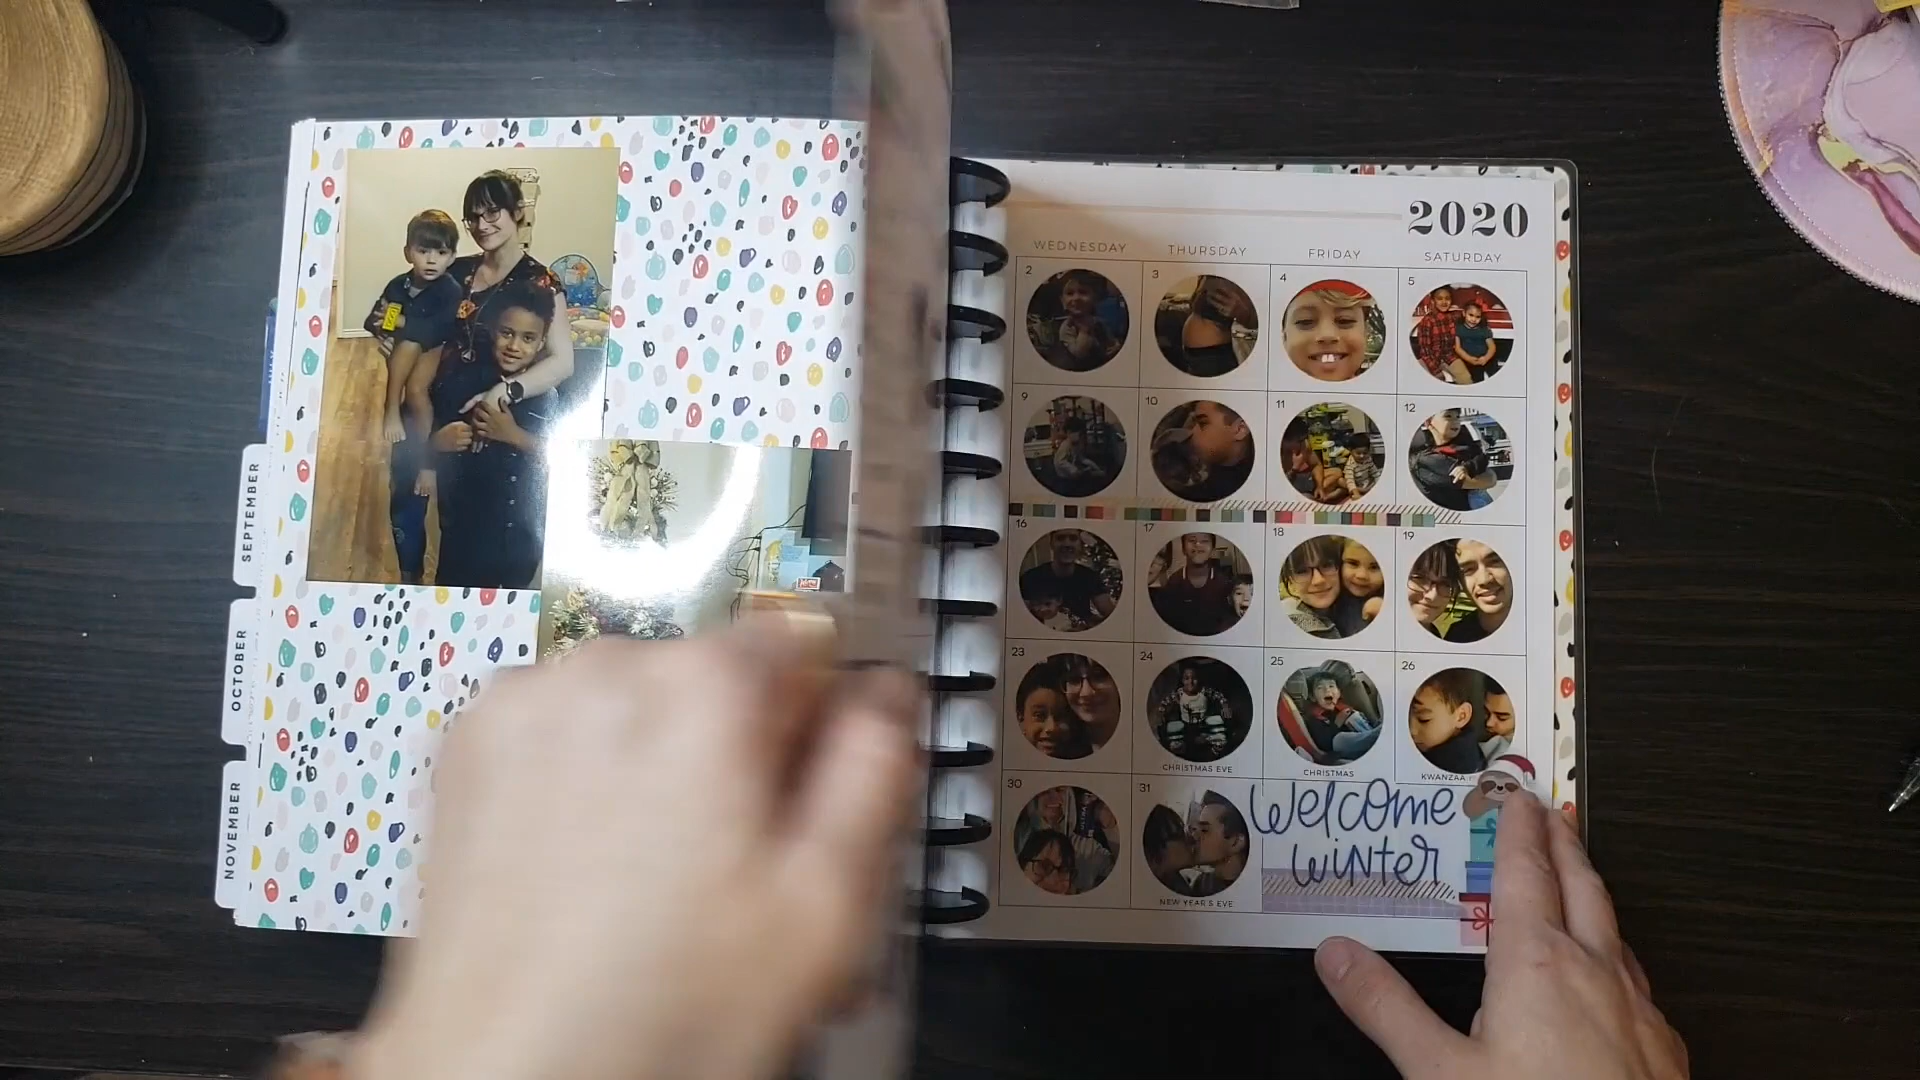 SEPTEMBER
OCTOBER
NOVEMBER
2020
WEDNESDAY THURSDAY FRIDAY SATURDAY
2 3 4 5
9 10 11 12
16 17 18 19
23 24 25 26
CHRISTMAS EVE CHRISTMAS KWANZAA
30 31
Welcome
winter
NEW YEAR'S EVE